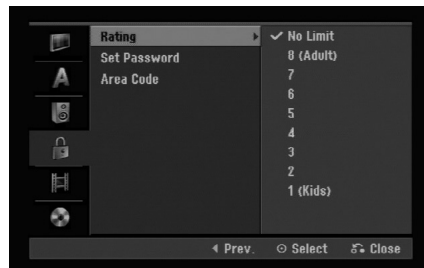 Rating
Set Password
Area Code
✓ No Limit
8 (Adult)
7
6
5
4
3
2
1 (Kids)
A
Prev.
Select
Close